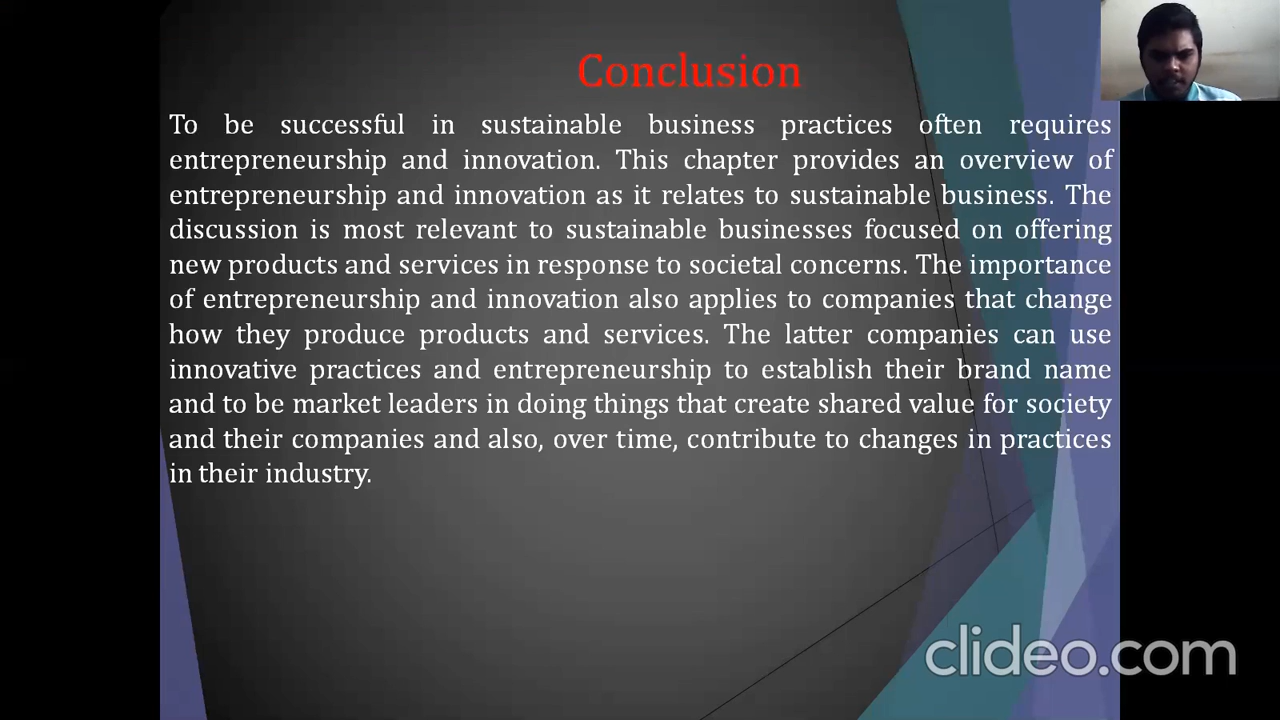 Conclusion
To be successful in sustainable business practices often requires
entrepreneurship and innovation. This chapter provides an overview of
entrepreneurship and innovation as it relates to sustainable business. The
discussion is most relevant to sustainable businesses focused on offering
new products and services in response to societal concerns. The importance
of entrepreneurship and innovation also applies to companies that change
how they produce products and services. The latter companies can use
innovative practices and entrepreneurship to establish their brand name
and to be market leaders in doing things that create shared value for society
and their companies and also, over time, contribute to changes in practices
in their industry.
clideo.com